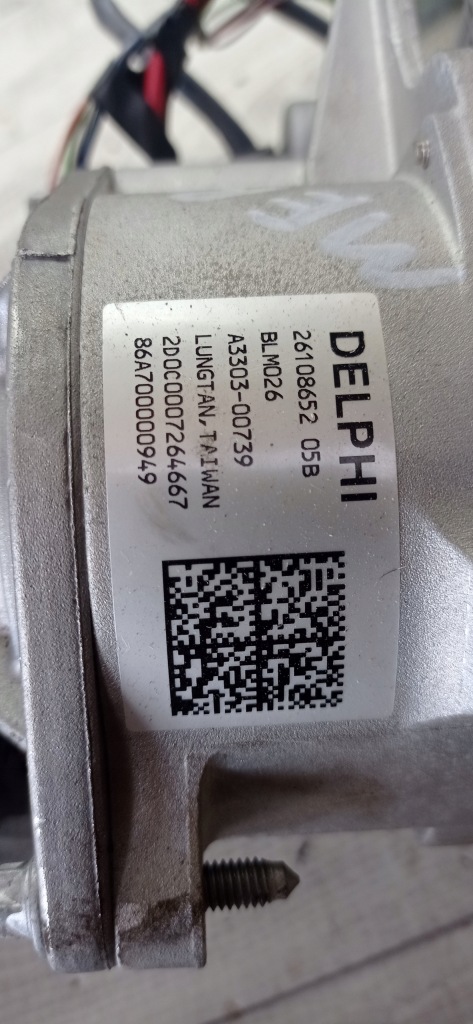 DELPHI
26108652 05B
BLM026
A3303-00739
LUNGTAN, TAIWAN
2D0C0007264667
86A700000949